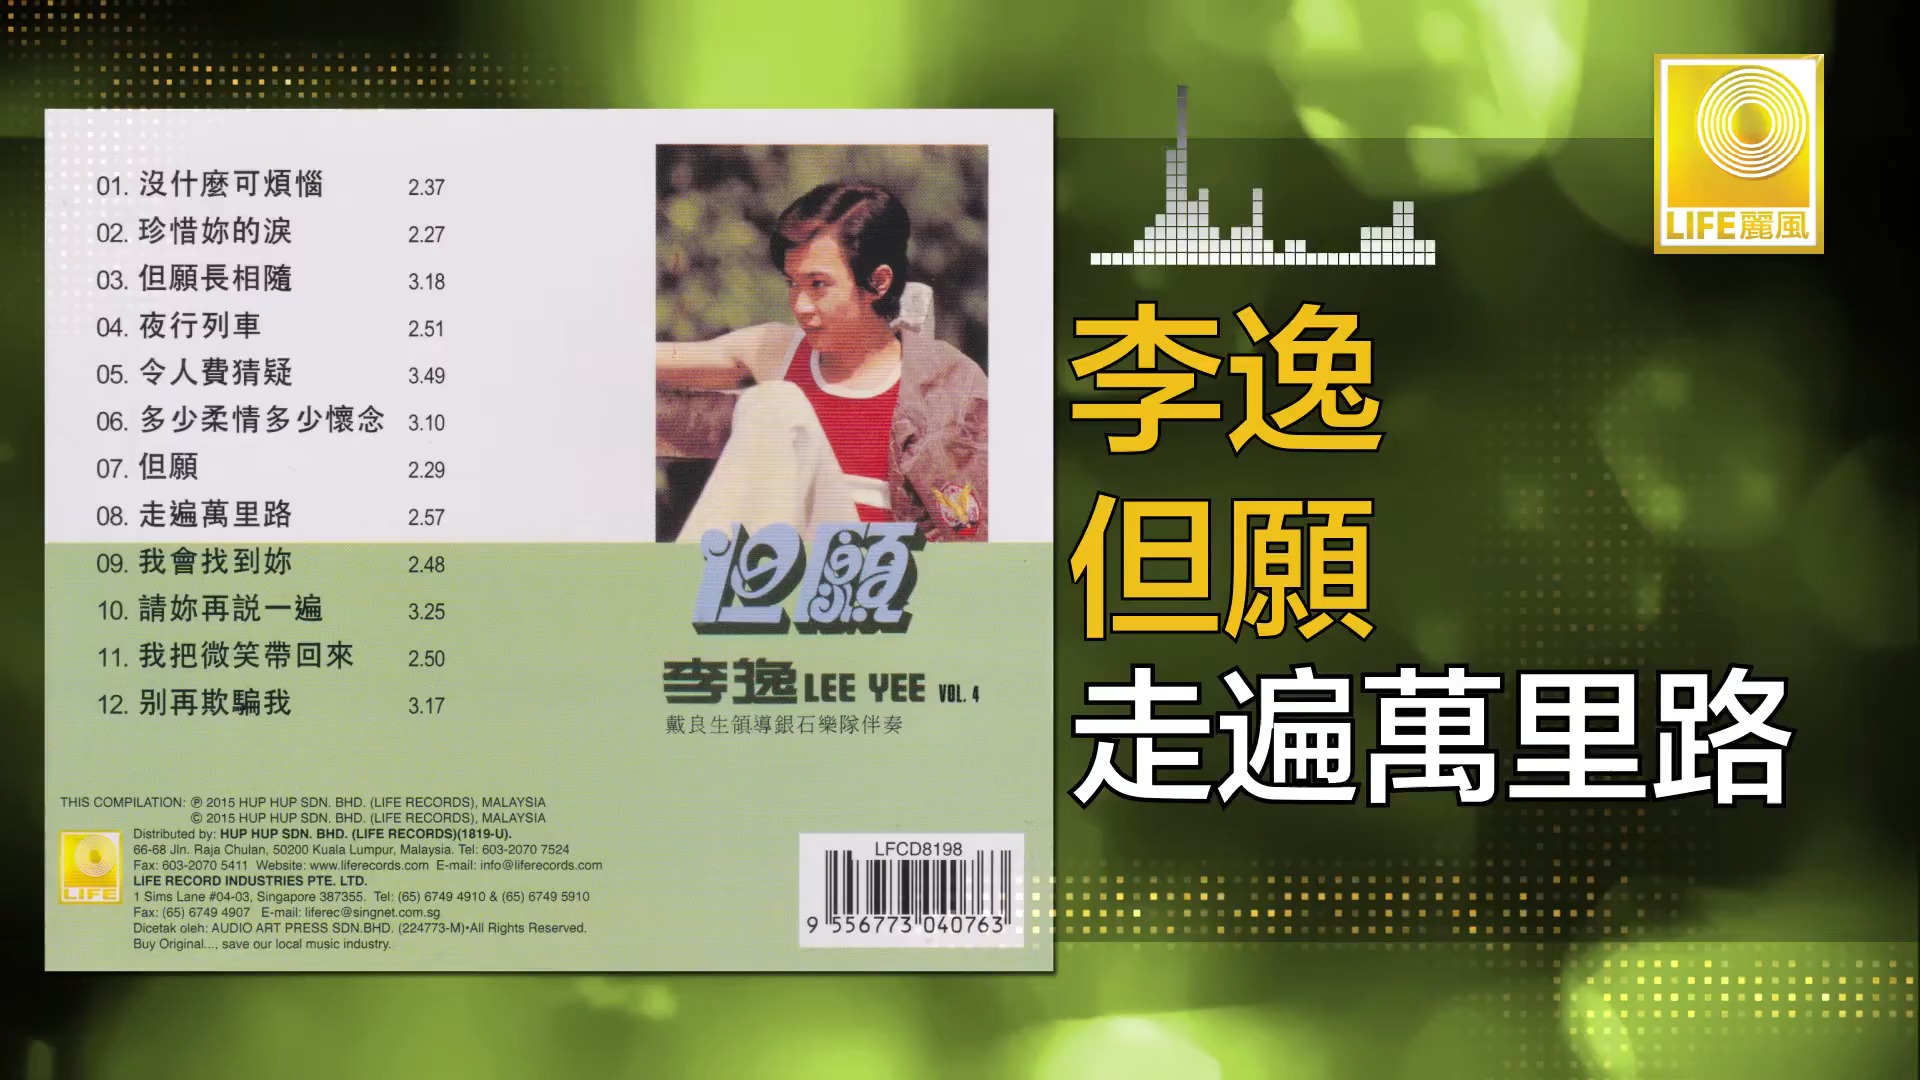 01. 沒什麼可煩惱 2.37
02. 珍惜妳的淚 2.27
03. 但願長相隨 3.18
04. 夜行列車 2.51
05. 令人費猜疑 3.49
06. 多少柔情多少懷念 3.10
07. 但願 2.29
08. 走遍萬里路 2.57
09. 我會找到妳 2.48
10. 請妳再説一遍 3.25
11. 我把微笑帶回來 2.50
12. 別再欺騙我 3.17
但願
李逸 LEE YEE VOL. 4
戴良生領導銀石樂隊伴奏
THIS COMPILATION: ℗ 2015 HUP HUP SDN. BHD. (LIFE RECORDS), MALAYSIA
© 2015 HUP HUP SDN. BHD. (LIFE RECORDS), MALAYSIA
Distributed by: HUP HUP SDN. BHD. (LIFE RECORDS)(1819-U).
66-68 Jln. Raja Chulan, 50200 Kuala Lumpur, Malaysia. Tel: 603-2070 7524
Fax: 603-2070 5411 Website: www.liferecords.com E-mail: info@liferecords.com
LIFE RECORD INDUSTRIES PTE. LTD.
1 Sims Lane #04-03, Singapore 387355. Tel: (65) 6749 4910 & (65) 6749 5910
Fax: (65) 6749 4907 E-mail: liferec@singnet.com.sg
Dicetak oleh: AUDIO ART PRESS SDN.BHD. (224773-M)•All Rights Reserved.
Buy Original..., save our local music industry.
LIFE
LFCD8198
9 556773 040763
LIFE麗風
李逸
但願
走遍萬里路